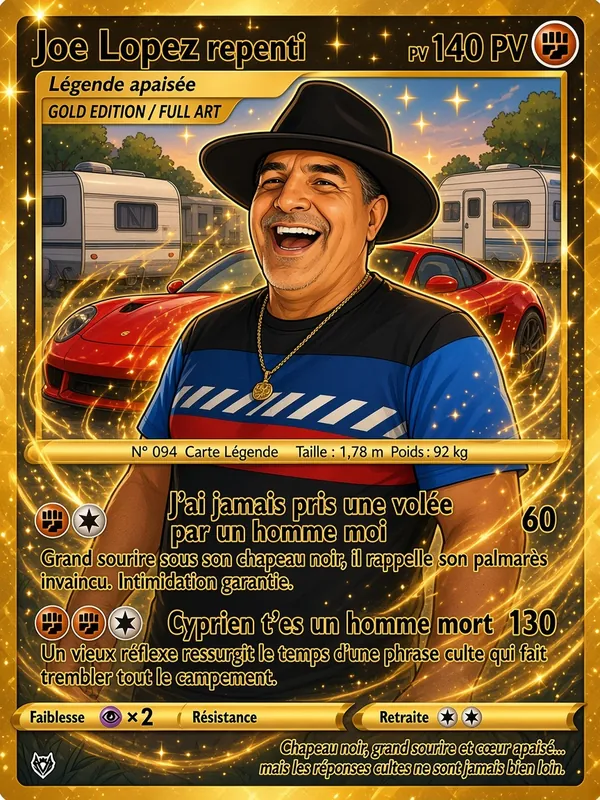 Joe Lopez repenti PV 140 PV
Légende apaisée
GOLD EDITION / FULL ART
N° 094 Carte Légende Taille : 1,78 m Poids : 92 kg
J'ai jamais pris une volée
par un homme moi 60
Grand sourire sous son chapeau noir, il rappelle son palmarès
invaincu. Intimidation garantie.
Cyprien t'es un homme mort 130
Un vieux réflexe ressurgit le temps d'une phrase culte qui fait
trembler tout le campement.
Faiblesse ×2 Résistance Retraite
Chapeau noir, grand sourire et cœur apaisé...
mais les réponses cultes ne sont jamais bien loin.